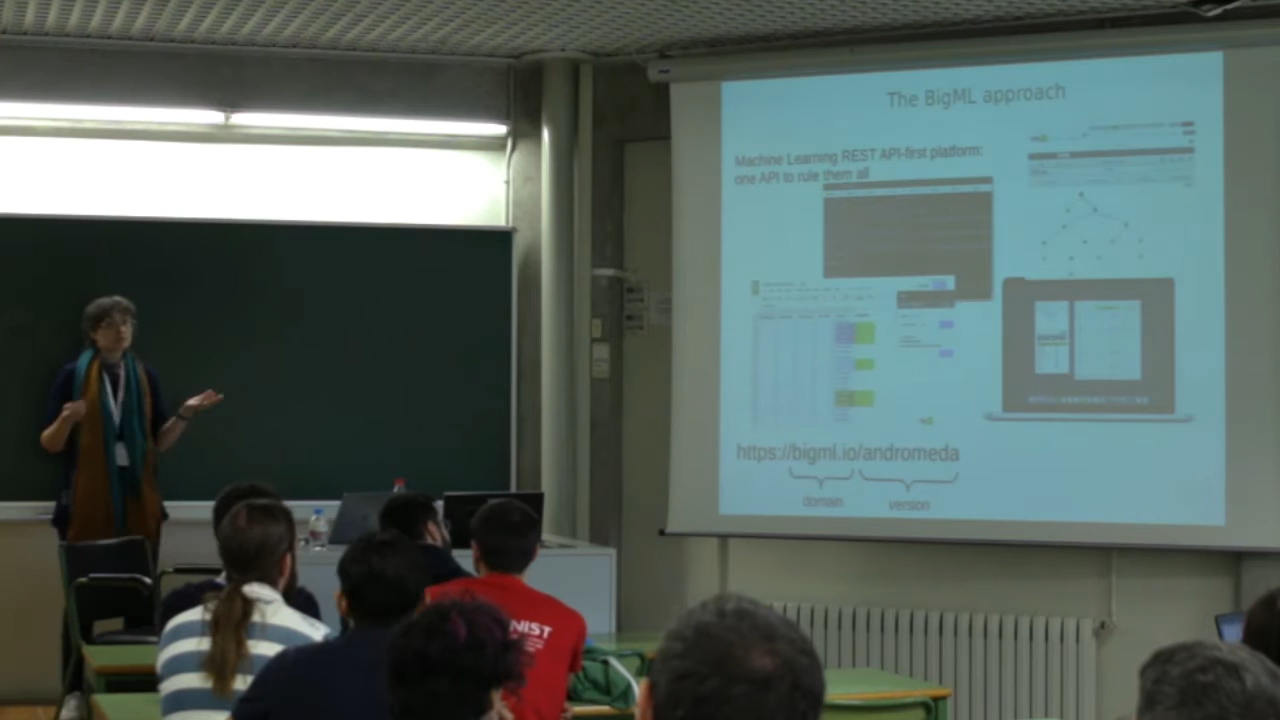 The BigML approach
Machine Learning REST API-first platform:
one API to rule them all
https://bigml.io/andromeda
domain
version
NIST